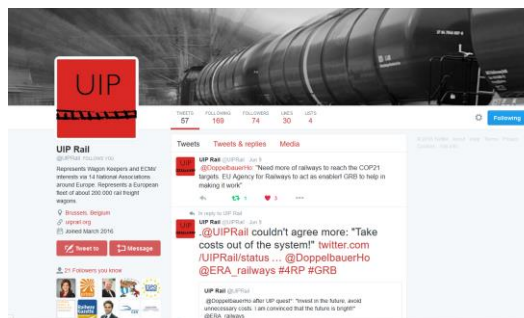 UIP
TWEETS FOLLOWING FOLLOWERS LIKES LISTS
57 169 74 30 4
Following
UIP Rail
@UIPRail
Represents Wagon Keepers and ECMs'
interests via 14 National Associations
around Europe. Represents a European
fleet of about 200.000 rail freight
wagons.
Brussels, Belgium
uiprail.org
Joined March 2016
Tweet to
Message
21 Followers you know
Tweets Tweets & replies Media
UIP Rail @UIPRail · Jun 9
.@DoppelbauerHo: "Need more of railways to reach the COP21
targets. EU Agency for Railways to act as enabler! GRB to help in
making it work"
In reply to UIP Rail
UIP Rail @UIPRail · Jun 9
.@UIPRail couldn't agree more: "Take
costs out of the system!" twitter.com
/UIPRail/status ... @DoppelbauerHo
@ERA_railways #4RP #GRB
UIP Rail @UIPRail
.@DoppelbauerHo after UIP quest°: "Invest in the future, avoid
unnecessary costs. I am convinced that the future is bright!"
@ERA_railways